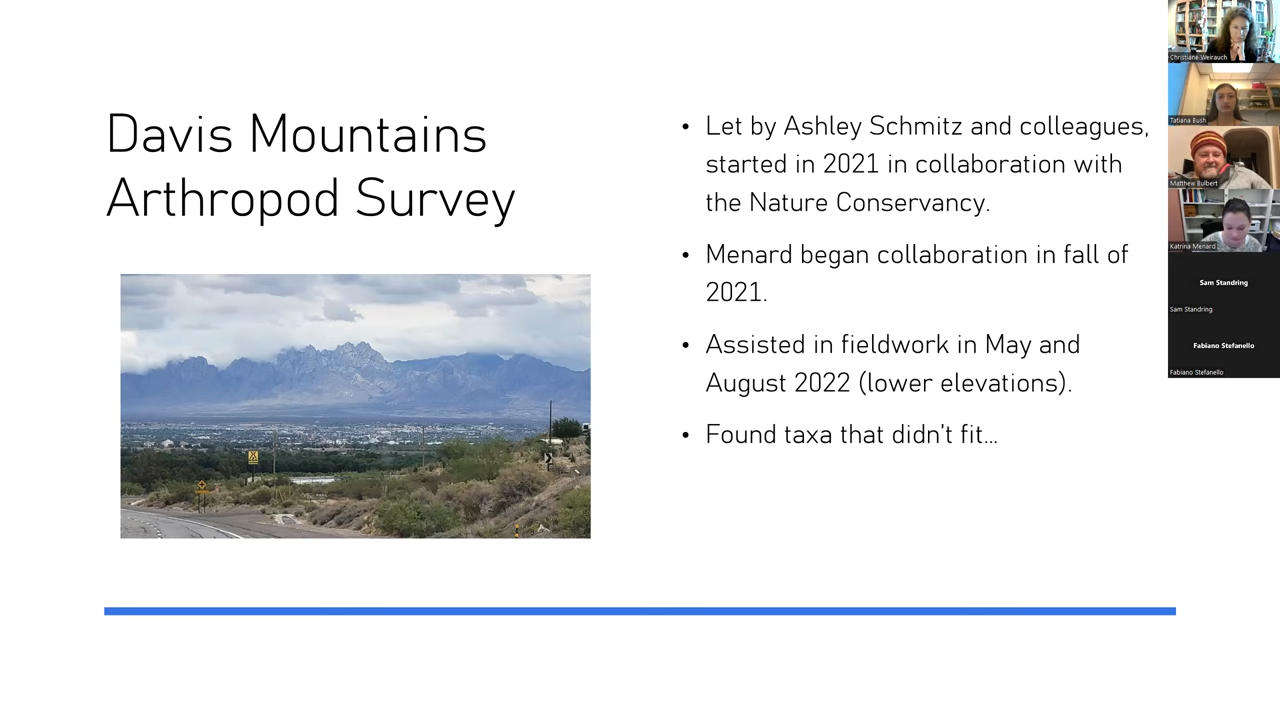 Davis Mountains
Arthropod Survey
• Let by Ashley Schmitz and colleagues,
started in 2021 in collaboration with
the Nature Conservancy.
• Menard began collaboration in fall of
2021.
• Assisted in fieldwork in May and
August 2022 (lower elevations).
• Found taxa that didn't fit...
Christiane Weirauch
Tatiana Bush
Matthew Bulbert
Katrina Menard
Sam Standring
Sam Standring
Fabiano Stefanello
Fabiano Stefanello